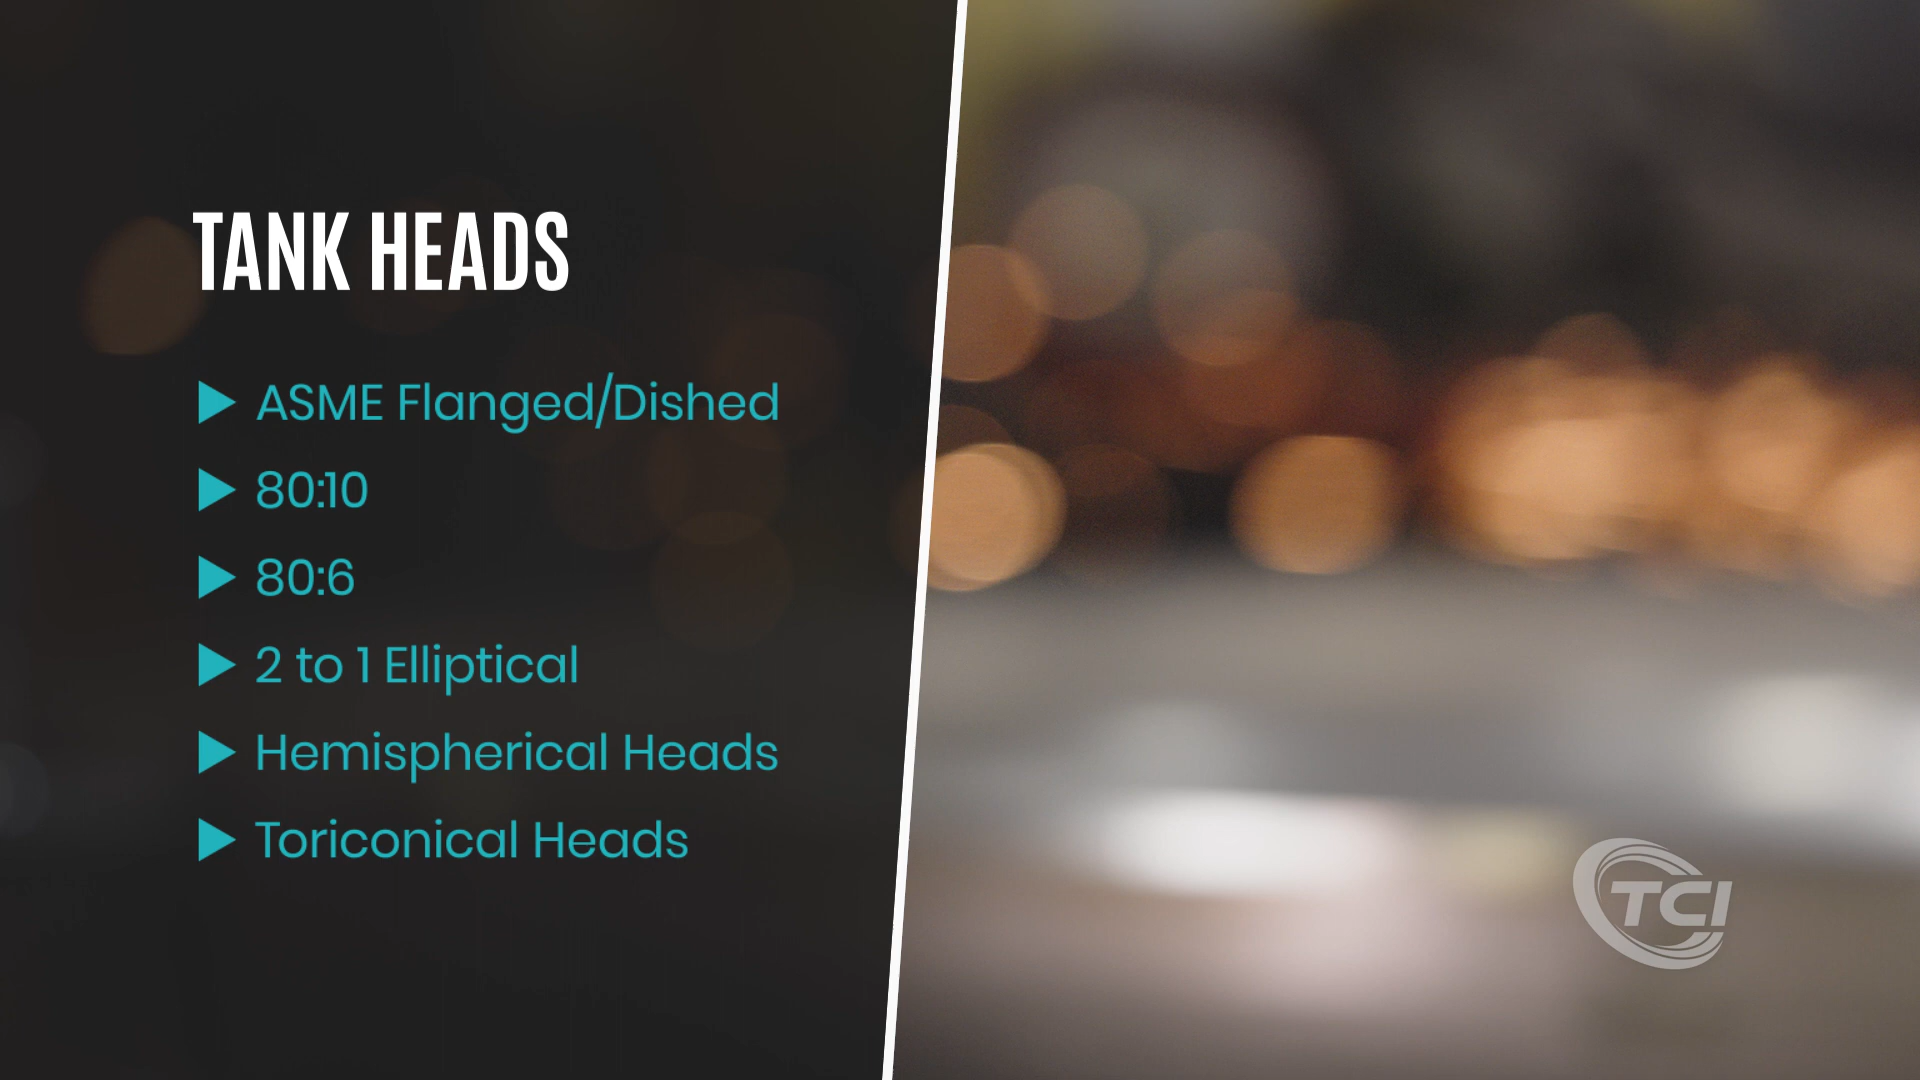 TANK HEADS
ASME Flanged/Dished
80:10
80:6
2 to 1 Elliptical
Hemispherical Heads
Toriconical Heads
TCI